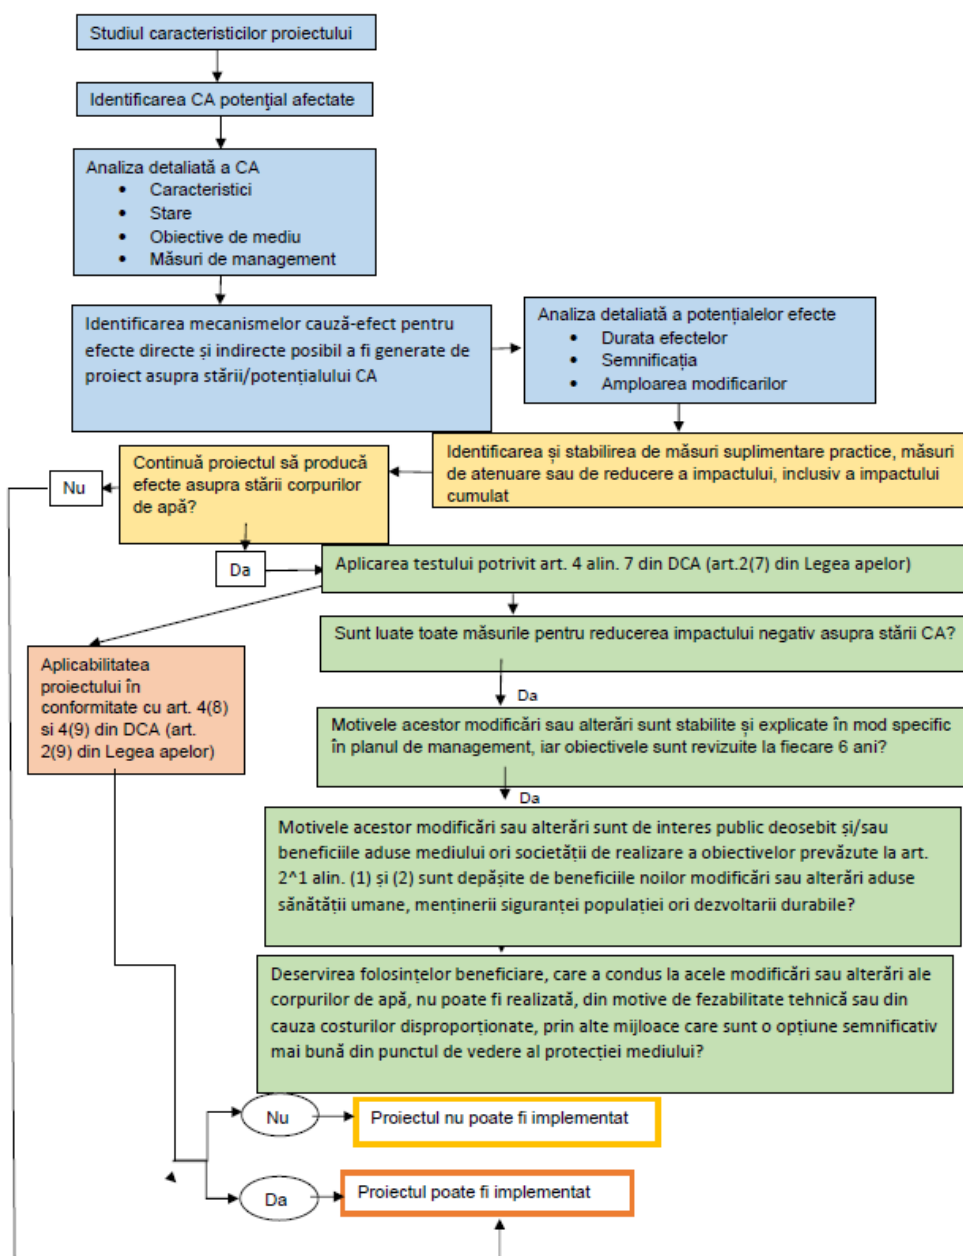 Studiul caracteristicilor proiectului
Identificarea CA potenţial afectate
Analiza detaliată a CA
• Caracteristici
• Stare
• Obiective de mediu
• Măsuri de management
Identificarea mecanismelor cauză-efect pentru
efecte directe și indirecte posibil a fi generate de
proiect asupra stării/potențialului CA
Analiza detaliată a potențialelor efecte
• Durata efectelor
• Semnificația
• Amploarea modificarilor
Identificarea și stabilirea de măsuri suplimentare practice, măsuri
de atenuare sau de reducere a impactului, inclusiv a impactului
cumulat
Continuă proiectul să producă
efecte asupra stării corpurilor
de apă?
Nu
Da
Aplicarea testului potrivit art. 4 alin. 7 din DCA (art.2(7) din Legea apelor)
Sunt luate toate măsurile pentru reducerea impactului negativ asupra stării CA?
Aplicabilitatea
proiectului în
conformitate cu art. 4(8)
si 4(9) din DCA (art.
2(9) din Legea apelor)
Da
Motivele acestor modificări sau alterări sunt stabilite și explicate în mod specific
în planul de management, iar obiectivele sunt revizuite la fiecare 6 ani?
Da
Motivele acestor modificări sau alterări sunt de interes public deosebit și/sau
beneficiile aduse mediului ori societății de realizare a obiectivelor prevăzute la art.
2^1 alin. (1) și (2) sunt depășite de beneficiile noilor modificări sau alterări aduse
sănătății umane, menținerii siguranței populației ori dezvoltarii durabile?
Deservirea folosințelor beneficiare, care a condus la acele modificări sau alterări ale
corpurilor de apă, nu poate fi realizată, din motive de fezabilitate tehnică sau din
cauza costurilor disproporționate, prin alte mijloace care sunt o opțiune semnificativ
mai bună din punctul de vedere al protecției mediului?
Nu
Proiectul nu poate fi implementat
Da
Proiectul poate fi implementat